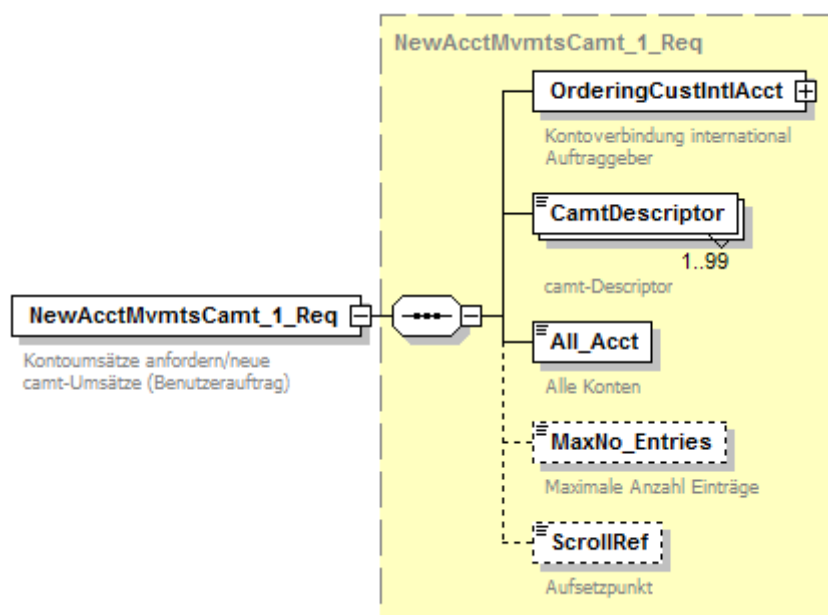 NewAcctMvmtsCamt_1_Req
OrderingCustIntlAcct
Kontoverbindung international
Auftraggeber
CamtDescriptor
1..99
camt-Descriptor
NewAcctMvmtsCamt_1_Req
Kontoumsätze anfordern/neue
camt-Umsätze (Benutzerauftrag)
All_Acct
Alle Konten
MaxNo_Entries
Maximale Anzahl Einträge
ScrollRef
Aufsetzpunkt